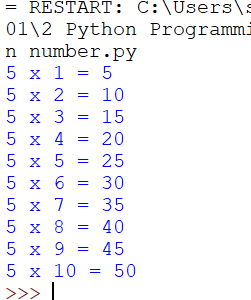 = RESTART: C:\Users\s
01\2 Python Programmi
n number.py
5 x 1 = 5
5 x 2 = 10
5 x 3 = 15
5 x 4 = 20
5 x 5 = 25
5 x 6 = 30
5 x 7 = 35
5 x 8 = 40
5 x 9 = 45
5 x 10 = 50
>>>